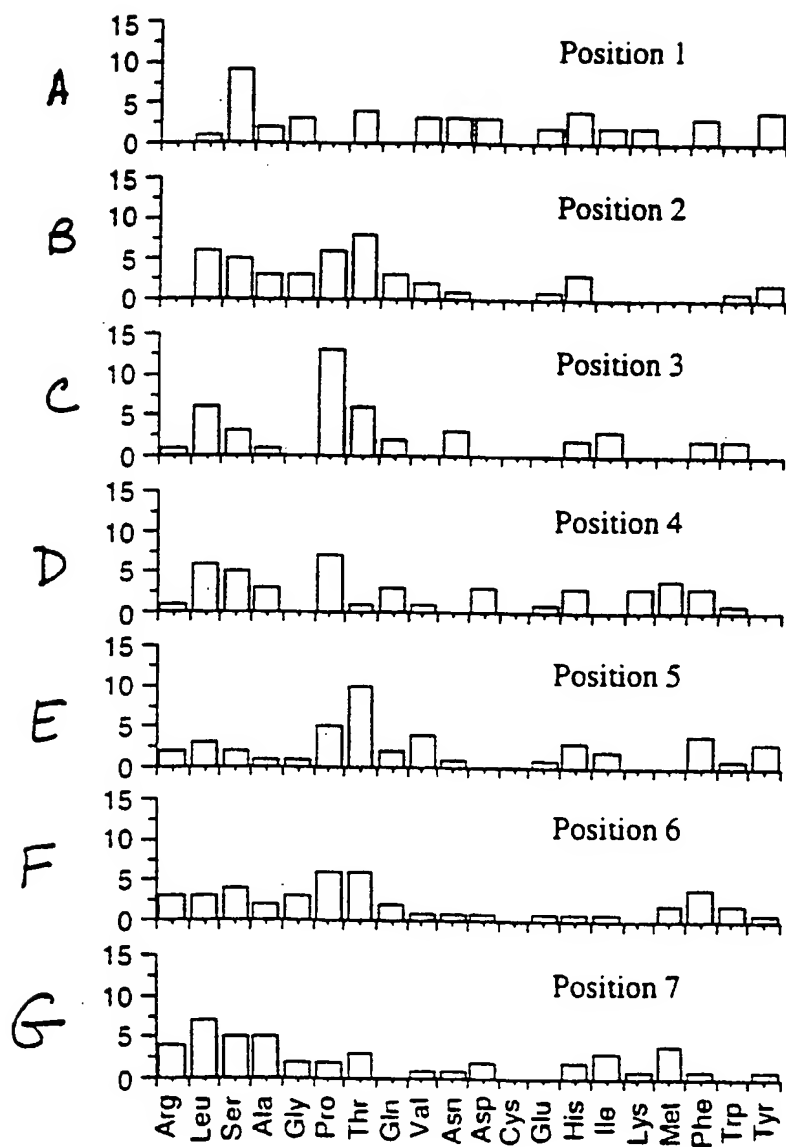 15
10
5
0
A
Position 1
15
10
5
0
B
Position 2
15
10
5
0
C
Position 3
15
10
5
0
D
Position 4
15
10
5
0
E
Position 5
15
10
5
0
F
Position 6
15
10
5
0
G
Position 7
Arg
Leu
Ser
Ala
Gly
Pro
Thr
Gln
Val
Asn
Asp
Cys
Glu
His
Ile
Lys
Met
Phe
Trp
Tyr